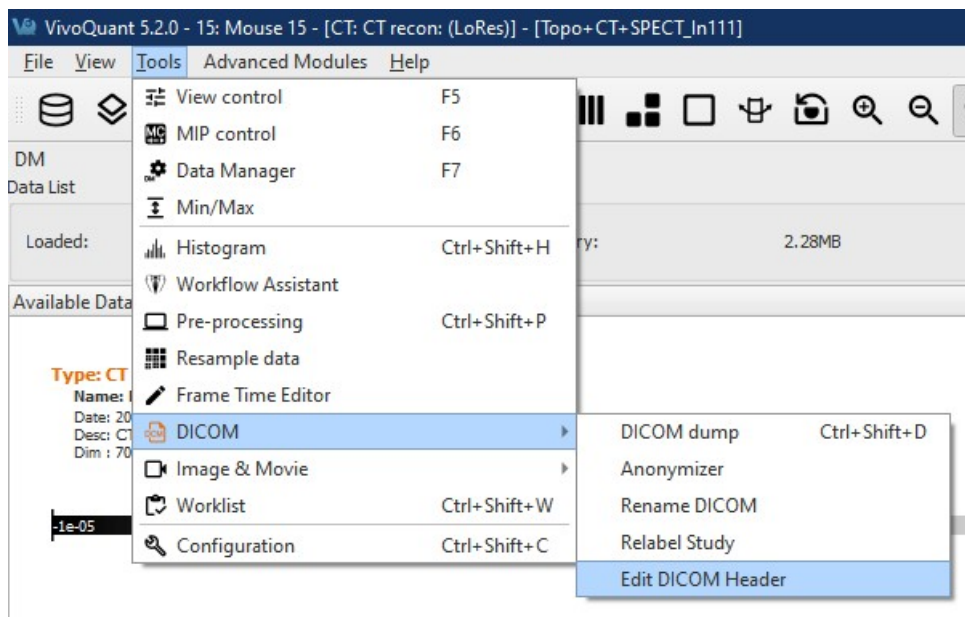 VivoQuant 5.2.0 - 15: Mouse 15 - [CT: CT recon: (LoRes)] - [Topo+CT+SPECT_In111]
File View Tools Advanced Modules Help
View control F5
MIP control F6
Data Manager F7
Min/Max
Histogram Ctrl+Shift+H
Workflow Assistant
Pre-processing Ctrl+Shift+P
Resample data
Frame Time Editor
DICOM
Image & Movie
Worklist Ctrl+Shift+W
Configuration Ctrl+Shift+C
DICOM dump Ctrl+Shift+D
Anonymizer
Rename DICOM
Relabel Study
Edit DICOM Header
DM
Data List
Loaded: ry: 2.28MB
Available Data
Type: CT
Name:
Date: 20
Desc: CT
Dim : 70
-1e-05